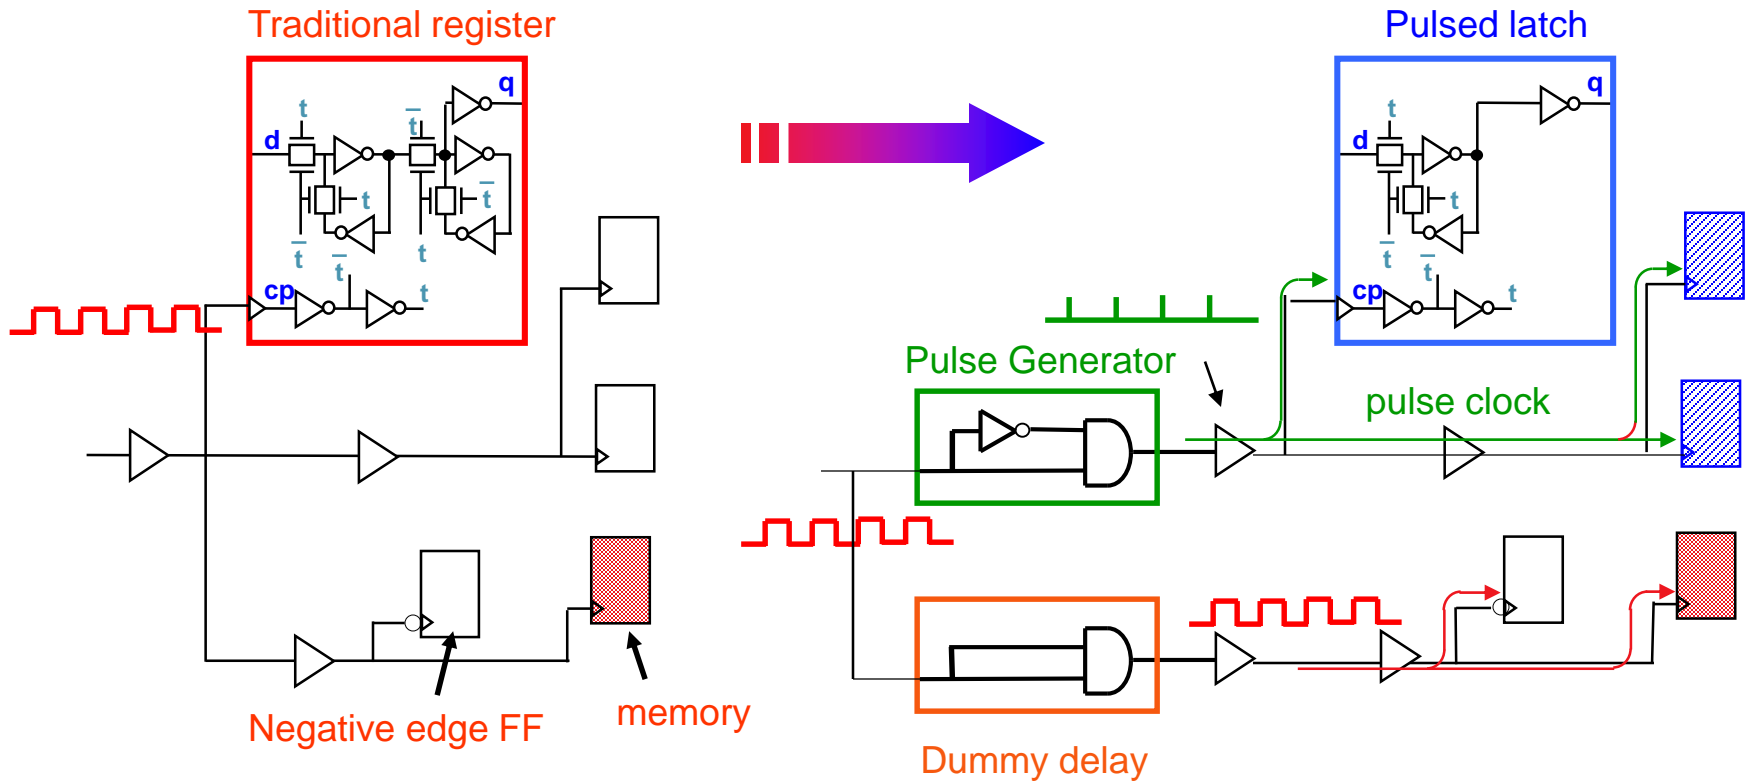 Traditional register
Pulsed latch
q
t
t̅
d
t
t̅
t̅
t
t̅
cp
t
q
t
d
t
t̅
t̅
cp
t
Pulse Generator
pulse clock
Negative edge FF
memory
Dummy delay